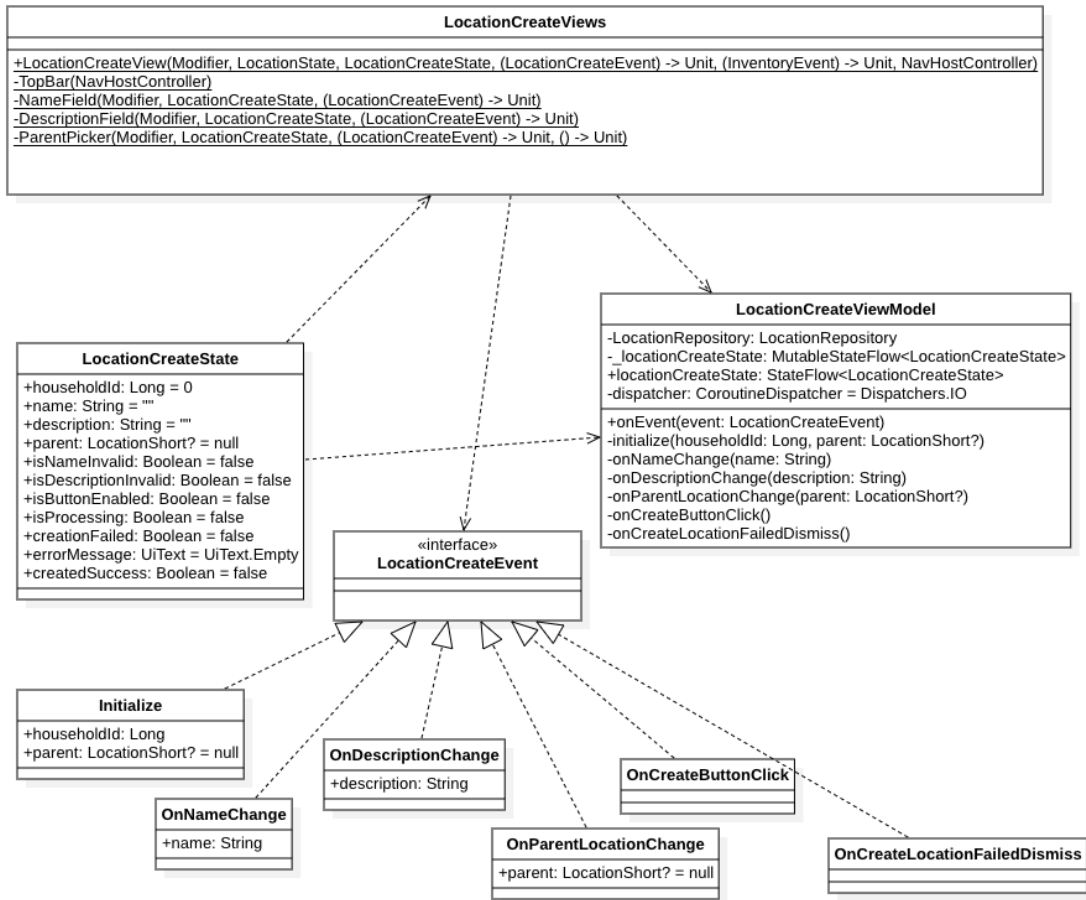 LocationCreateViews
+LocationCreateView(Modifier, LocationState, LocationCreateState, (LocationCreateEvent) -> Unit, (InventoryEvent) -> Unit, NavHostController)
-TopBar(NavHostController)
-NameField(Modifier, LocationCreateState, (LocationCreateEvent) -> Unit)
-DescriptionField(Modifier, LocationCreateState, (LocationCreateEvent) -> Unit)
-ParentPicker(Modifier, LocationCreateState, (LocationCreateEvent) -> Unit, () -> Unit)
LocationCreateViewModel
-LocationRepository: LocationRepository
-_locationCreateState: MutableStateFlow<LocationCreateState>
+locationCreateState: StateFlow<LocationCreateState>
-dispatcher: CoroutineDispatcher = Dispatchers.IO
+onEvent(event: LocationCreateEvent)
-initialize(householdId: Long, parent: LocationShort?)
-onNameChange(name: String)
-onDescriptionChange(description: String)
-onParentLocationChange(parent: LocationShort?)
-onCreateButtonClick()
-onCreateLocationFailedDismiss()
LocationCreateState
+householdId: Long = 0
+name: String = ""
+description: String = ""
+parent: LocationShort? = null
+isNameInvalid: Boolean = false
+isDescriptionInvalid: Boolean = false
+isButtonEnabled: Boolean = false
+isProcessing: Boolean = false
+creationFailed: Boolean = false
+errorMessage: UiText = UiText.Empty
+createdSuccess: Boolean = false
«interface»
LocationCreateEvent
Initialize
+householdId: Long
+parent: LocationShort? = null
OnNameChange
+name: String
OnDescriptionChange
+description: String
OnParentLocationChange
+parent: LocationShort? = null
OnCreateButtonClick
OnCreateLocationFailedDismiss